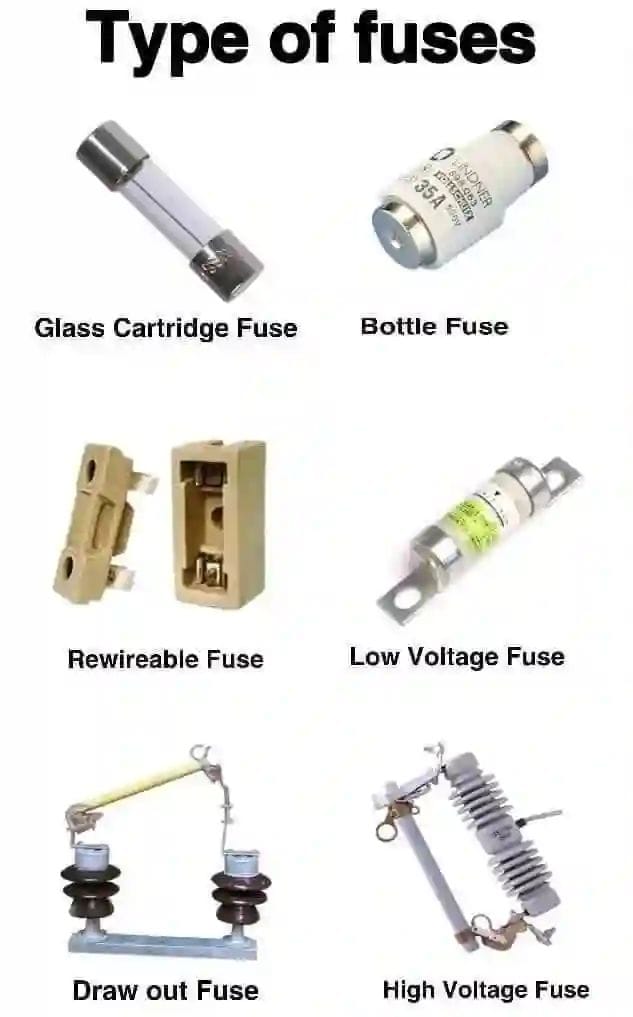 Type of fuses
LINDNER
35A
Glass Cartridge Fuse
Bottle Fuse
Rewireable Fuse
Low Voltage Fuse
Draw out Fuse
High Voltage Fuse